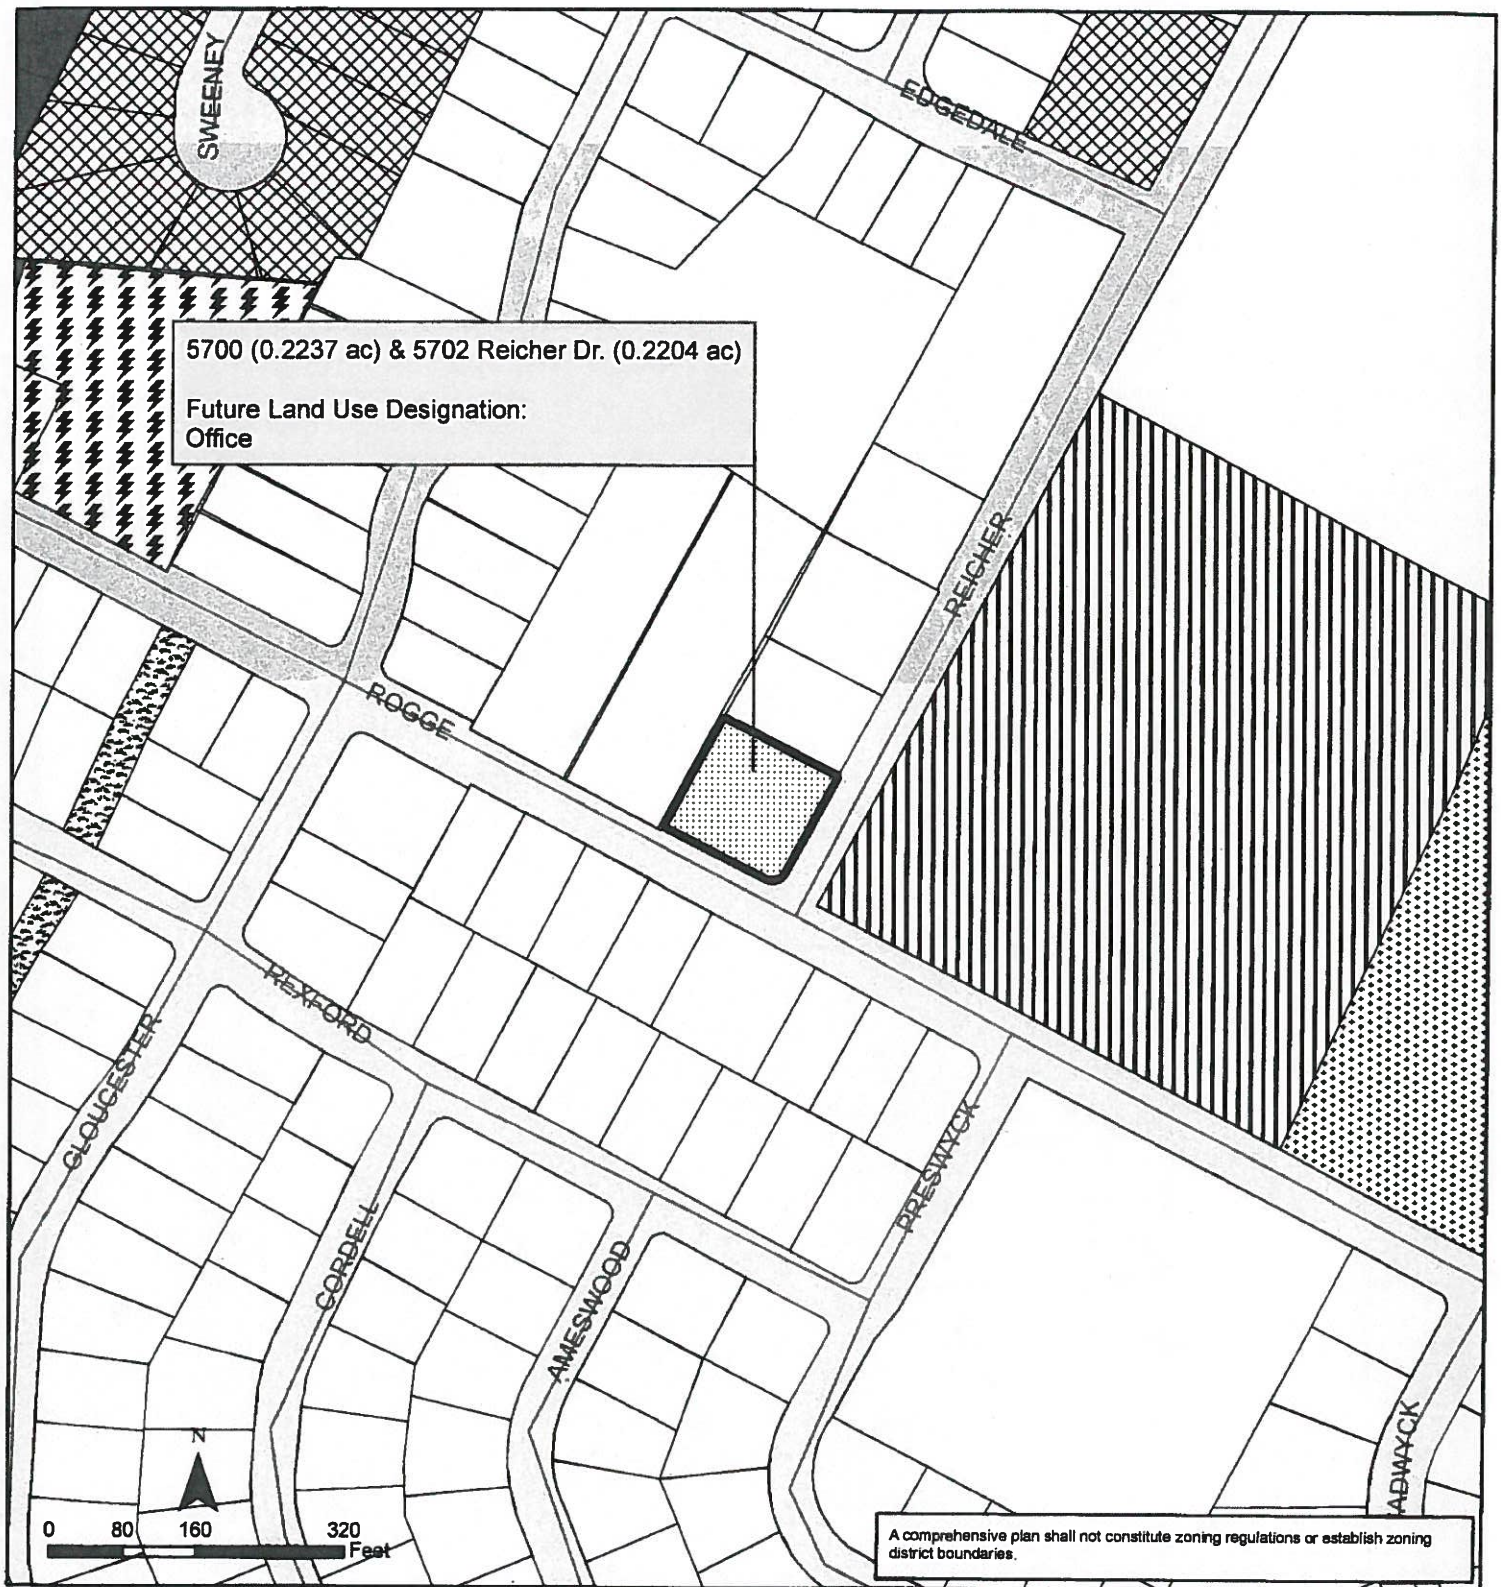 SWEENEY
EDGEDALE
5700 (0.2237 ac) & 5702 Reicher Dr. (0.2204 ac)
Future Land Use Designation:
Office
REICHER
ROGGE
REXFORD
GLOUCESTER
CORDELL
AMESWOOD
PRESWYCK
ADWYCK
N
0 80 160 320
Feet
A comprehensive plan shall not constitute zoning regulations or establish zoning
district boundaries.